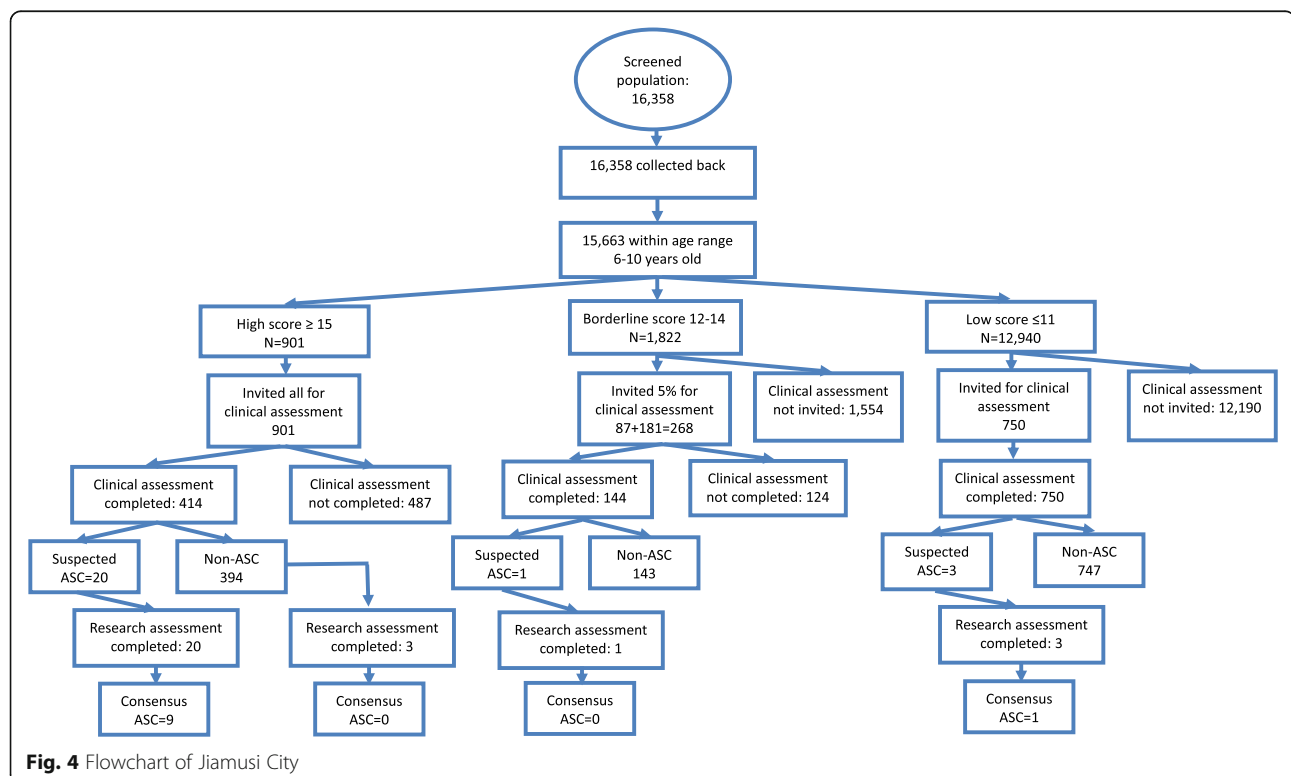 Screened
population:
16,358
16,358 collected back
15,663 within age range
6-10 years old
High score ≥ 15
N=901
Borderline score 12-14
N=1,822
Low score ≤11
N=12,940
Invited all for
clinical assessment
901
Invited 5% for
clinical assessment
87+181=268
Clinical assessment
not invited: 1,554
Invited for clinical
assessment
750
Clinical assessment
not invited: 12,190
Clinical assessment
completed: 414
Clinical assessment
not completed: 487
Clinical assessment
completed: 144
Clinical assessment
not completed: 124
Clinical assessment
completed: 750
Suspected
ASC=20
Non-ASC
394
Suspected
ASC=1
Non-ASC
143
Suspected
ASC=3
Non-ASC
747
Research assessment
completed: 20
Research assessment
completed: 3
Research assessment
completed: 1
Research assessment
completed: 3
Consensus
ASC=9
Consensus
ASC=0
Consensus
ASC=0
Consensus
ASC=1
Fig. 4 Flowchart of Jiamusi City